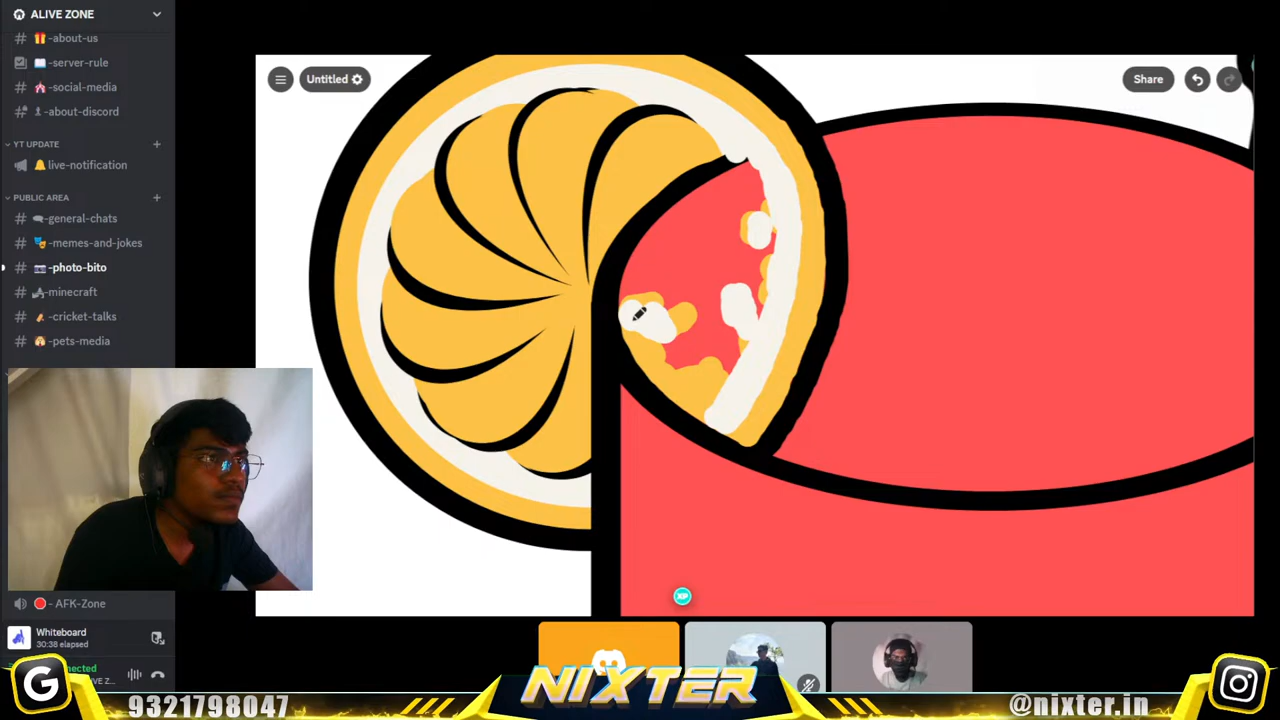 ALIVE ZONE
-about-us
-server-rule
-social-media
-about-discord
YT UPDATE
live-notification
PUBLIC AREA
-general-chats
-memes-and-jokes
-photo-bito
-minecraft
-cricket-talks
-pets-media
- AFK-Zone
Whiteboard
30:38 elapsed
Untitled
Share
XP
G
9321798047
NIXTER
@nixter.in